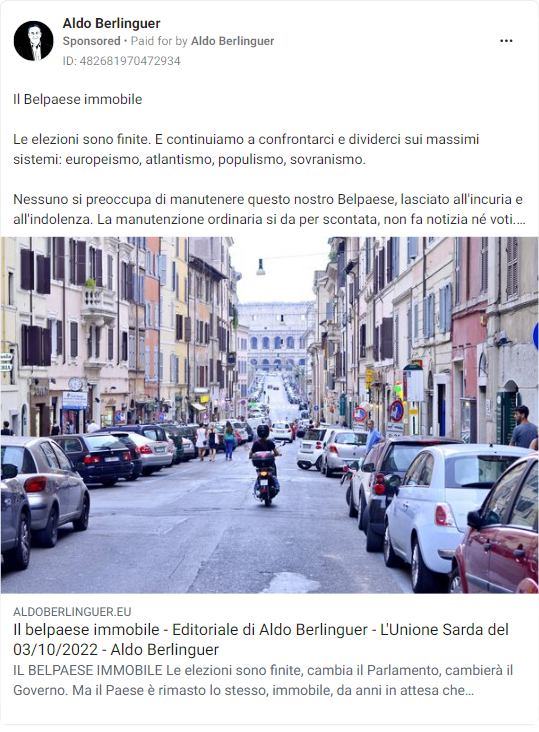 Aldo Berlinguer
Sponsored • Paid for by Aldo Berlinguer
ID: 482681970472934
Il Belpaese immobile
Le elezioni sono finite. E continuiamo a confrontarci e dividerci sui massimi
sistemi: europeismo, atlantismo, populismo, sovranismo.
Nessuno si preoccupa di manutenere questo nostro Belpaese, lasciato all'incuria e
all'indolenza. La manutenzione ordinaria si da per scontata, non fa notizia né voti.…
ALDOBERLINGUER.EU
Il belpaese immobile - Editoriale di Aldo Berlinguer - L'Unione Sarda del
03/10/2022 - Aldo Berlinguer
IL BELPAESE IMMOBILE Le elezioni sono finite, cambia il Parlamento, cambierà il
Governo. Ma il Paese è rimasto lo stesso, immobile, da anni in attesa che…